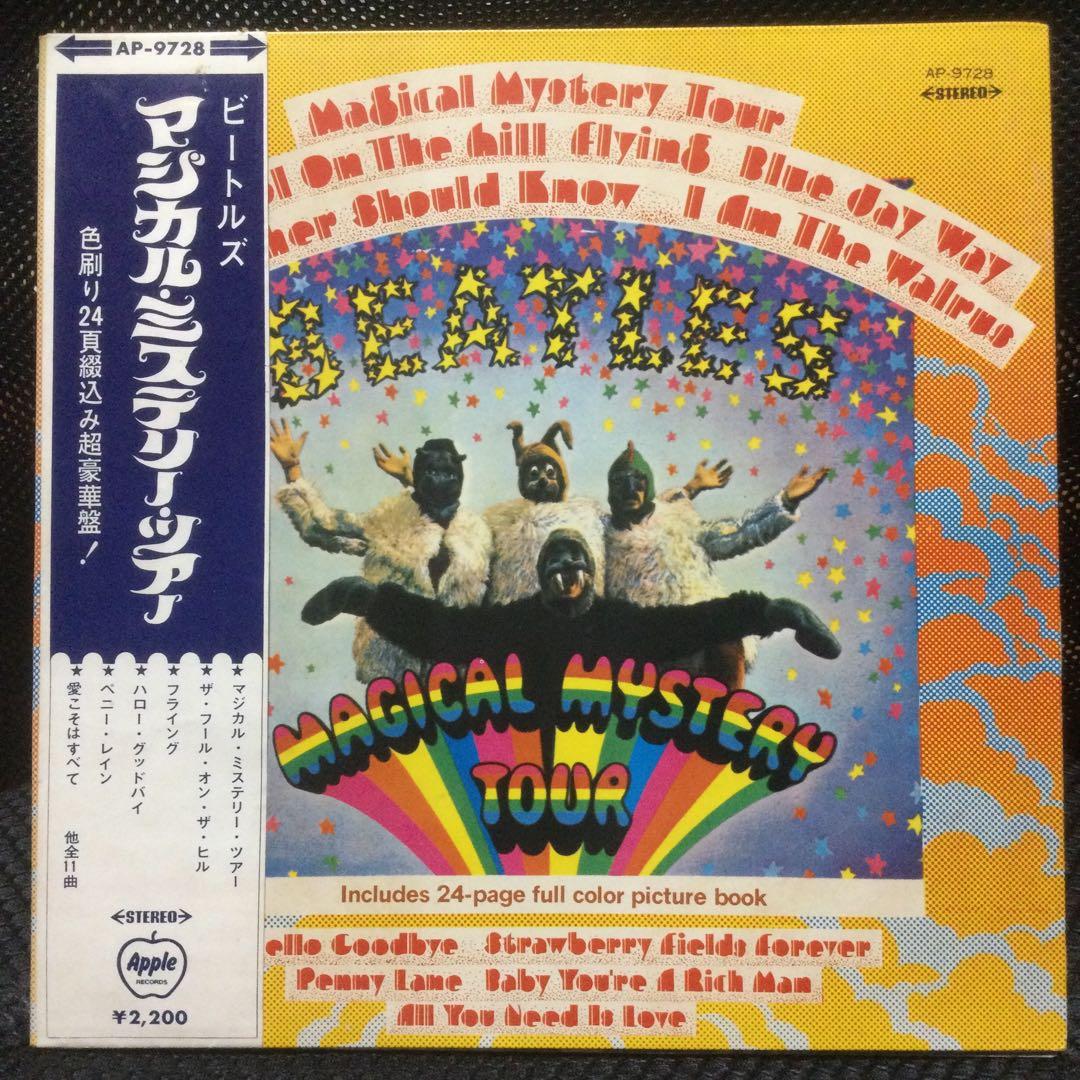 AP-9728
ビートルズ
マジカル・ミステリー・ツアー
色刷り24頁綴込み超豪華盤!
★マジカル・ミステリー・ツアー
★ザ・フール・オン・ザ・ヒル
★フライング
★ハロー・グッドバイ
★ペニー・レイン
★愛こそはすべて
他全11曲
STEREO
Apple
RECORDS
¥2,200
AP-9728
STEREO
Magical Mystery Tour
On The Hill Flying Blue Jay Way
Should Know I Am The Walrus
BEATLES
MAGICAL MYSTERY
TOUR
Includes 24-page full color picture book
ello Goodbye Strawberry Fields Forever
Penny Lane Baby You're A Rich Man
All You Need Is Love